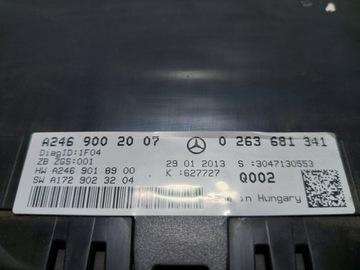 A246 900 20 07 0 263 681 341
DiagID:1F04
ZB ZGS:001 29 01 2013 S :3047130553
HW A246 901 89 00 K :627727 Q002
SW A172 902 32 04 in Hungary